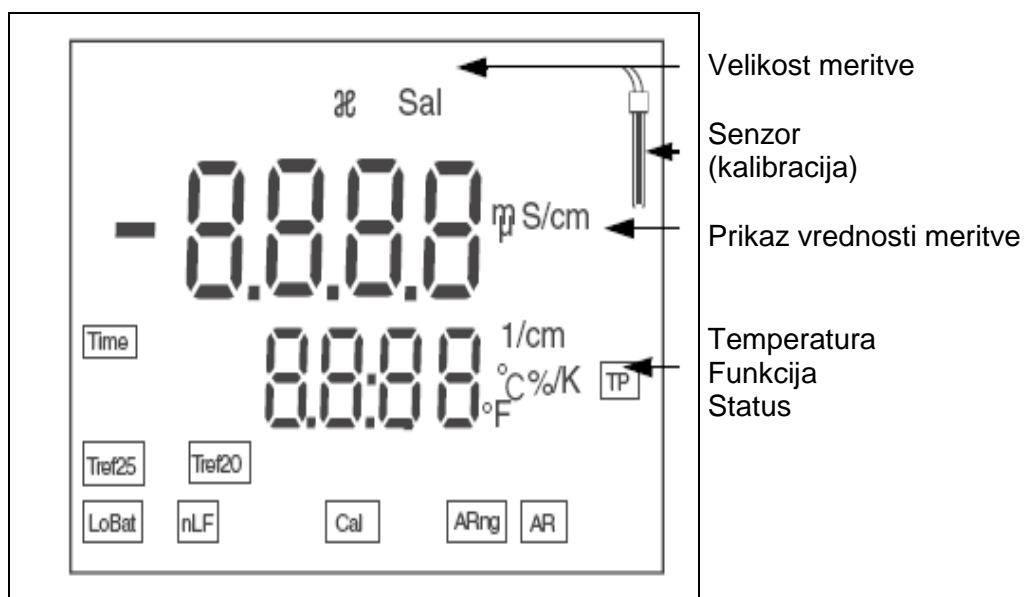 Velikost meritve
æ Sal
Senzor
(kalibracija)
- 8.8.8.8 m µ S/cm
Prikaz vrednosti meritve
Time
8.8:8.8 1/cm
°C %/K °F TP
Temperatura
Funkcija
Status
Tref25 Tref20
LoBat nLF Cal ARng AR